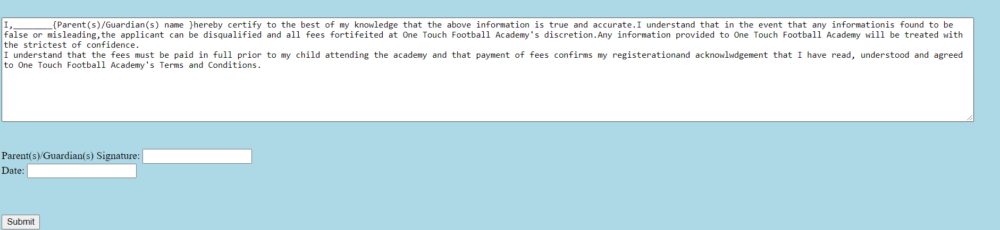 I,________{Parent(s)/Guardian(s) name }hereby certify to the best of my knowledge that the above information is true and accurate.I understand that in the event that any informationis found to be
false or misleading,the applicant can be disqualified and all fees fortifeited at One Touch Football Academy's discretion.Any information provided to One Touch Football Academy will be treated with
the strictest of confidence.
I understand that the fees must be paid in full prior to my child attending the academy and that payment of fees confirms my registerationand acknowlwdgement that I have read, understood and agreed
to One Touch Football Academy's Terms and Conditions.
Parent(s)/Guardian(s) Signature:
Date:
Submit